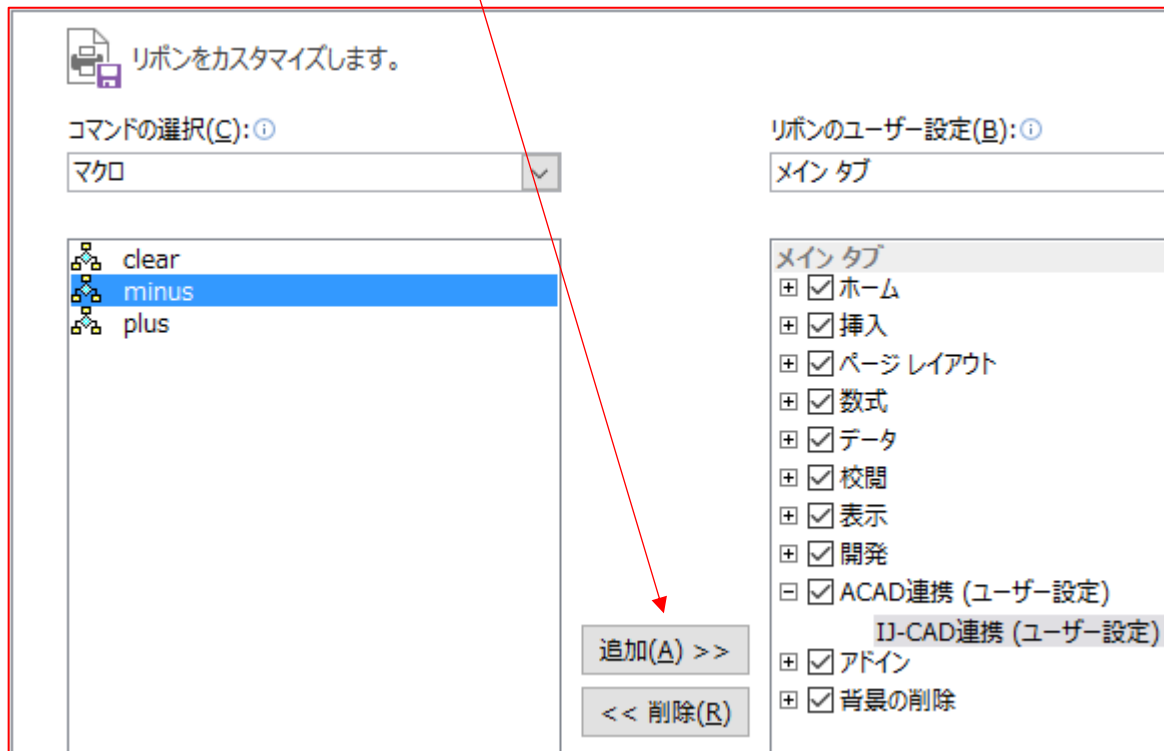 リボンをカスタマイズします。
コマンドの選択(C):
マクロ
clear
minus
plus
追加(A) >>
<< 削除(R)
リボンのユーザー設定(B):
メイン タブ
メイン タブ
ホーム
挿入
ページ レイアウト
数式
データ
校閲
表示
開発
ACAD連携 (ユーザー設定)
IJ-CAD連携 (ユーザー設定)
アドイン
背景の削除